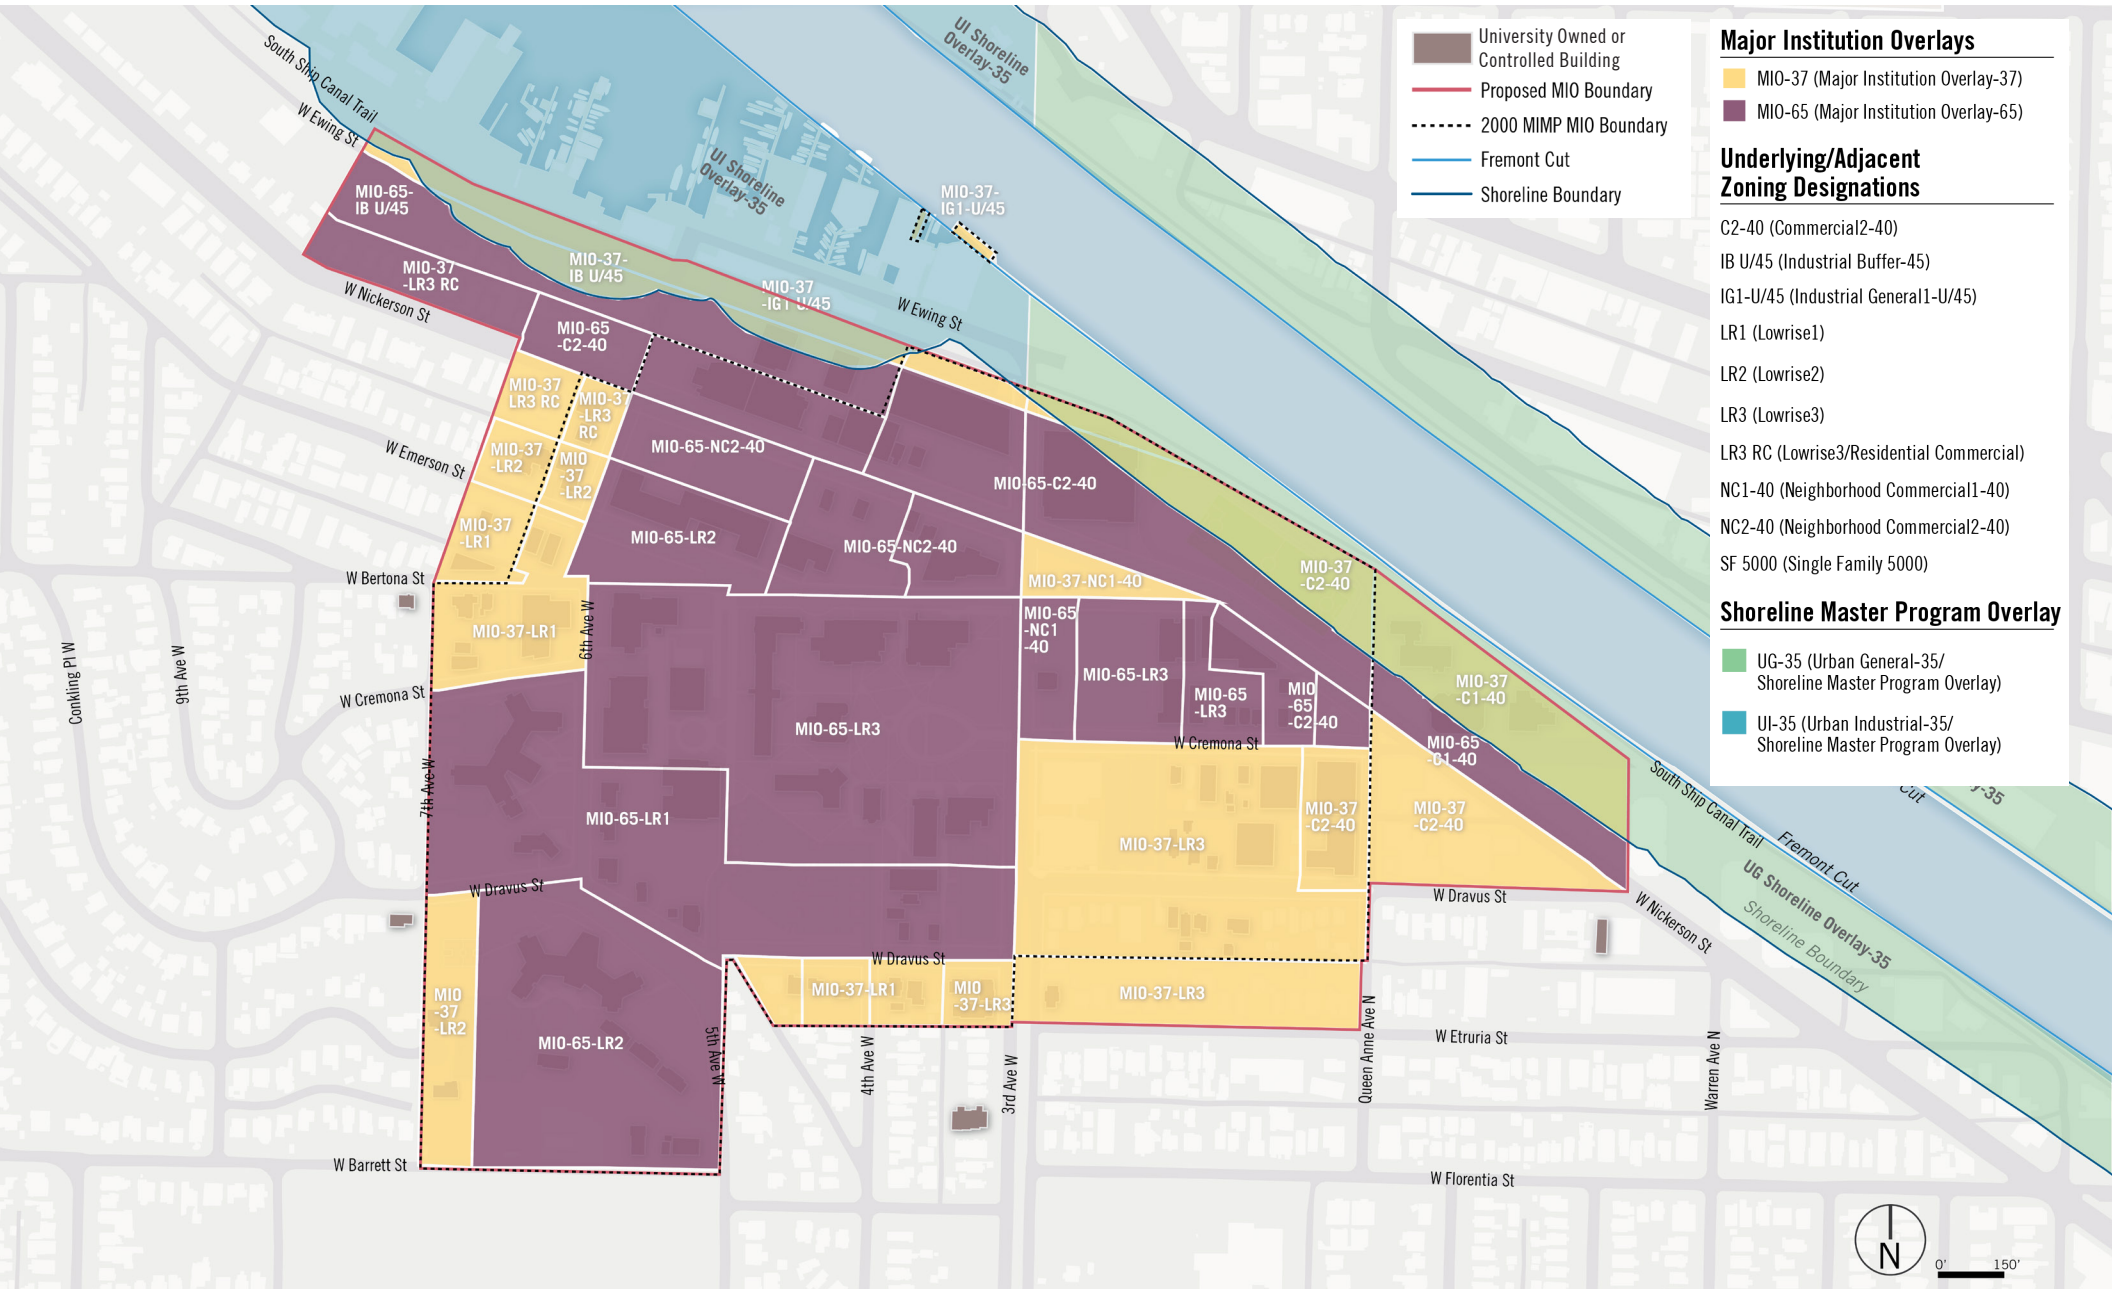 South Ship Canal Trail
W Ewing St
UI Shoreline
Overlay-35
UI Shoreline
Overlay-35
MIO-37-
IG1-U/45
MIO-65-
IB U/45
MIO-37
-LR3 RC
W Nickerson St
MIO-37-
IB U/45
MIO-37
-IG1 U/45
W Ewing St
MIO-65
-C2-40
MIO-37
LR3 RC
MIO-37
-LR3
RC
MIO-37
-LR2
MIO
-37
-LR2
W Emerson St
MIO-65-NC2-40
MIO-65-C2-40
MIO-37
-LR1
MIO-65-LR2
MIO-65-NC2-40
MIO-37-NC1-40
MIO-37
-C2-40
W Bertona St
MIO-37-LR1
6th Ave W
MIO-65
-NC1
-40
MIO-65-LR3
MIO-65
-LR3
MIO
-65
-C2-40
MIO-37
-C1-40
W Cremona St
Conkling Pl W
9th Ave W
7th Ave W
MIO-65-LR3
W Cremona St
MIO-65
-C1-40
MIO-65-LR1
MIO-37-LR3
MIO-37
-C2-40
MIO-37
-C2-40
W Dravus St
W Dravus St
W Dravus St
South Ship Canal Trail
Fremont Cut
Cut
y-35
UG Shoreline Overlay-35
Shoreline Boundary
W Nickerson St
MIO
-37
-LR2
MIO-65-LR2
MIO-37-LR1
MIO
-37-LR3
MIO-37-LR3
5th Ave W
4th Ave W
3rd Ave W
Queen Anne Ave N
Warren Ave N
W Etruria St
W Barrett St
W Florentia St
University Owned or
Controlled Building
Proposed MIO Boundary
2000 MIMP MIO Boundary
Fremont Cut
Shoreline Boundary
Major Institution Overlays
MIO-37 (Major Institution Overlay-37)
MIO-65 (Major Institution Overlay-65)
Underlying/Adjacent
Zoning Designations
C2-40 (Commercial2-40)
IB U/45 (Industrial Buffer-45)
IG1-U/45 (Industrial General1-U/45)
LR1 (Lowrise1)
LR2 (Lowrise2)
LR3 (Lowrise3)
LR3 RC (Lowrise3/Residential Commercial)
NC1-40 (Neighborhood Commercial1-40)
NC2-40 (Neighborhood Commercial2-40)
SF 5000 (Single Family 5000)
Shoreline Master Program Overlay
UG-35 (Urban General-35/
Shoreline Master Program Overlay)
UI-35 (Urban Industrial-35/
Shoreline Master Program Overlay)
N
0' 150'